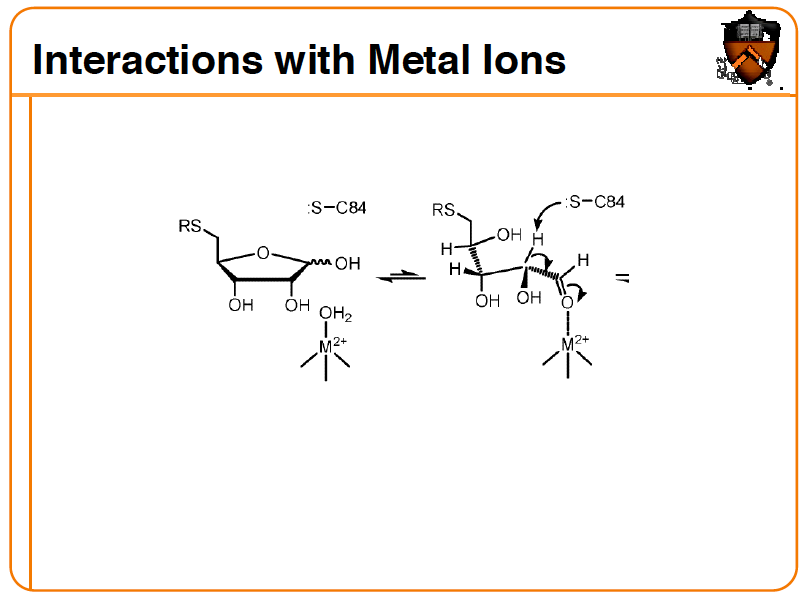 Interactions with Metal Ions
:S–C84
RS
O
OH
OH
OH
OH₂
M²⁺
RS
:S–C84
OH
H
H
H
H
OH
OH
O
M²⁺